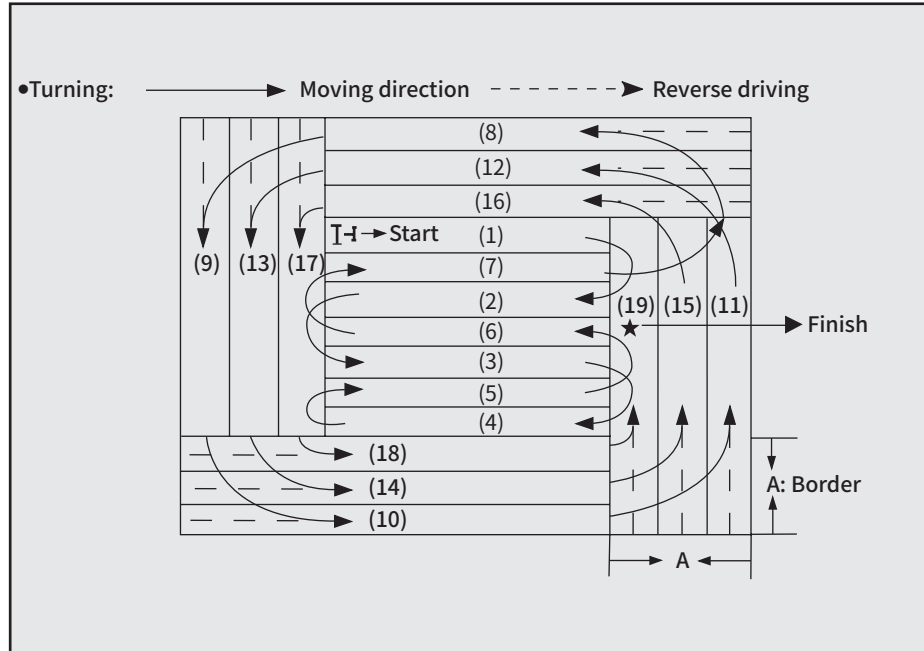 •Turning: Moving direction Reverse driving
(8)
(12)
(16)
Start (1)
(9) (13) (17) (7)
(2)
(19) (15) (11)
(6)
Finish
(3)
(5)
(4)
(18)
(14)
A: Border
(10)
A